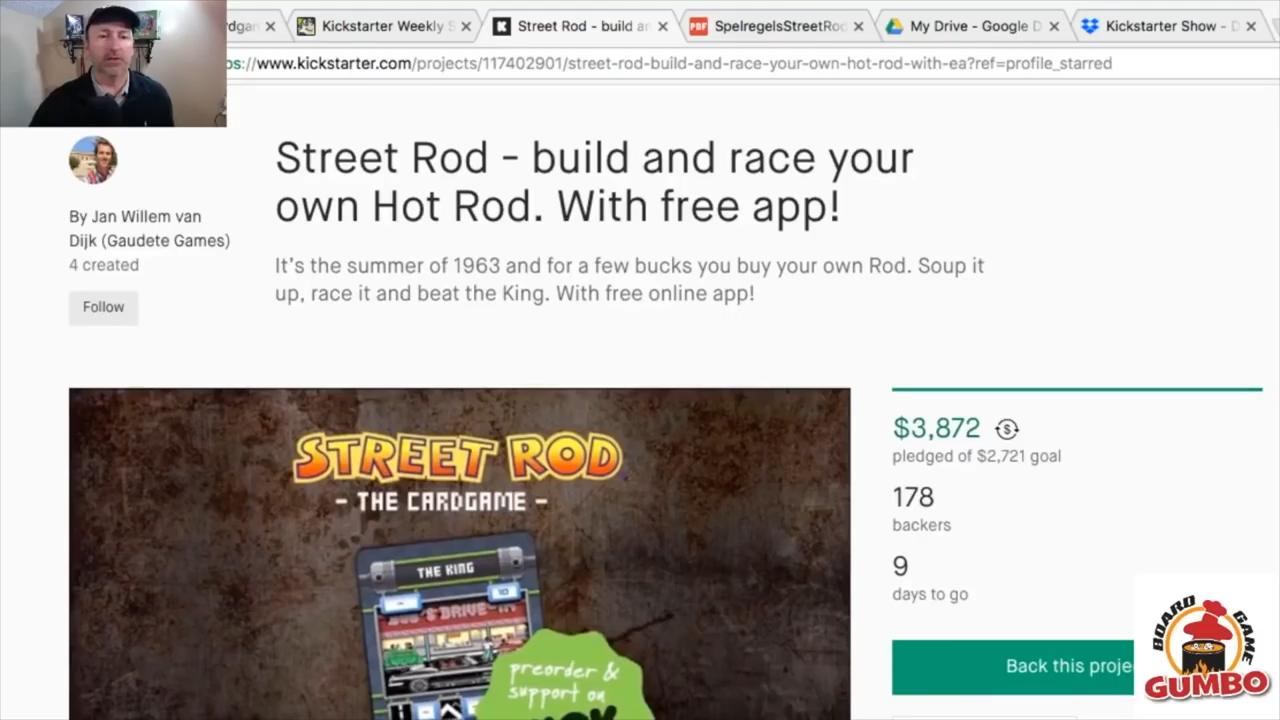 Kickstarter Weekly S
Street Rod - build an
SpelregelsStreetRod
My Drive - Google D
Kickstarter Show - D
www.kickstarter.com/projects/117402901/street-rod-build-and-race-your-own-hot-rod-with-ea?ref=profile_starred
Street Rod - build and race your
own Hot Rod. With free app!
By Jan Willem van
Dijk (Gaudete Games)
4 created
Follow
It's the summer of 1963 and for a few bucks you buy your own Rod. Soup it
up, race it and beat the King. With free online app!
STREET ROD
- THE CARDGAME -
THE KING
preorder &
support on
$3,872
pledged of $2,721 goal
178
backers
9
days to go
Back this proje
BOARD GAME
GUMBO